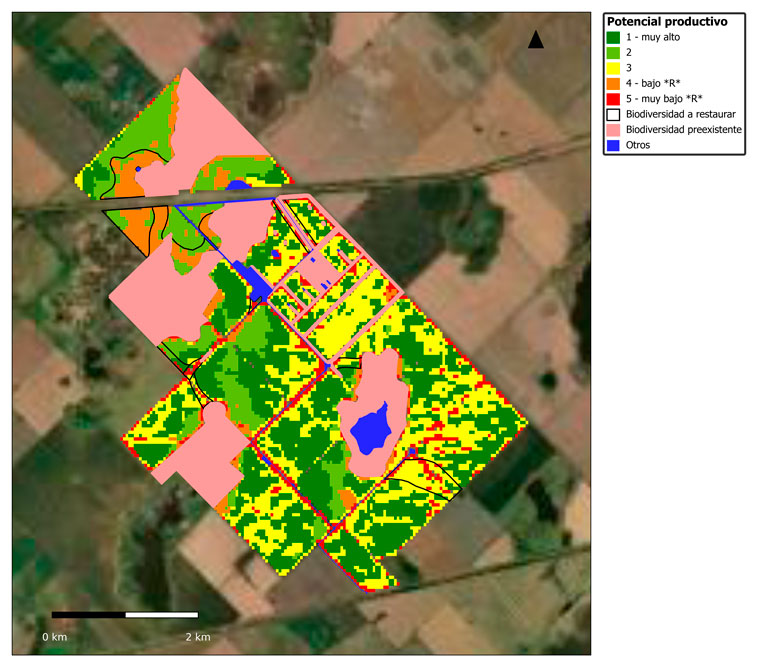 Potencial productivo
1 - muy alto
2
3
4 - bajo *R*
5 - muy bajo *R*
Biodiversidad a restaurar
Biodiversidad preexistente
Otros
0 km
2 km